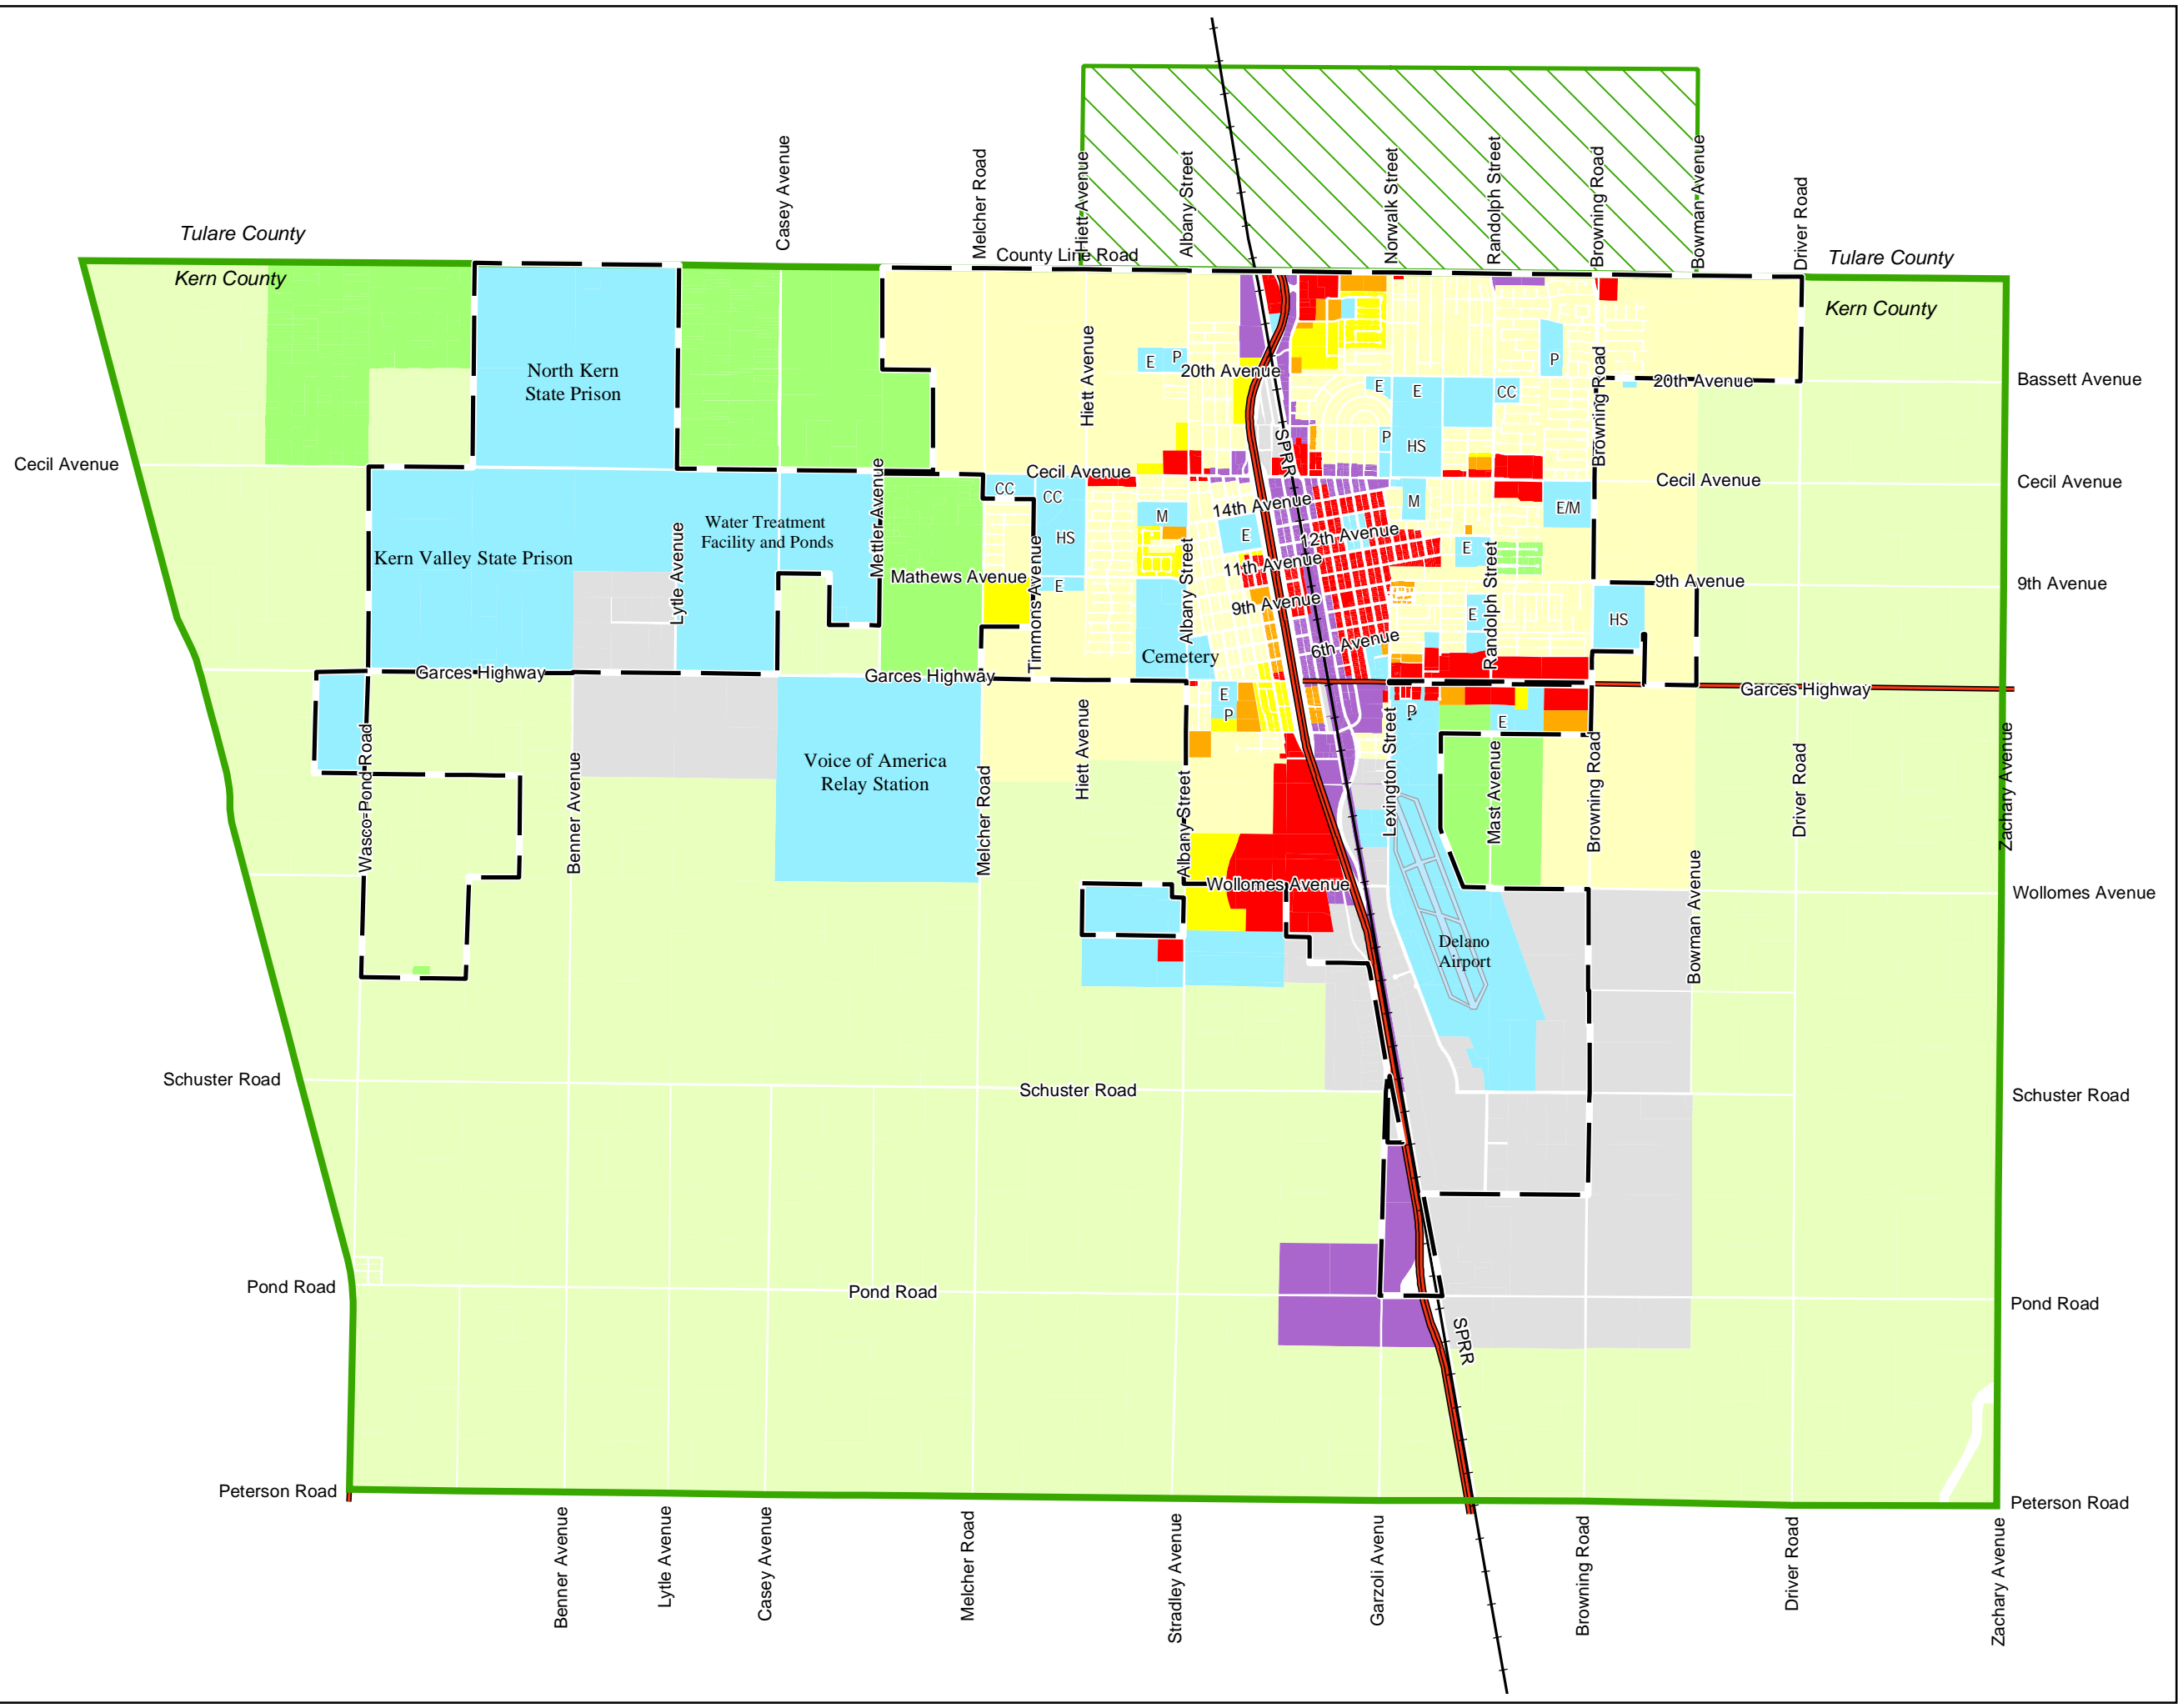 Casey Avenue
Melcher Road
Hiett Avenue
Albany Street
Norwalk Street
Randolph Street
Browning Road
Bowman Avenue
Driver Road
Tulare County
Kern County
County Line Road
Tulare County
Kern County
North Kern
State Prison
Hiett Avenue
E
P
20th Avenue
P
Browning Road
20th Avenue
Bassett Avenue
E
E
CC
P
HS
SPRR
Cecil Avenue
Cecil Avenue
Cecil Avenue
Cecil Avenue
CC
CC
M
HS
E
Mettler Avenue
Water Treatment
Facility and Ponds
Lytle Avenue
Kern Valley State Prison
14th Avenue
12th Avenue
11th Avenue
9th Avenue
6th Avenue
M
E/M
E
E
Randolph Street
E
HS
9th Avenue
9th Avenue
Mathews Avenue
Timmons Avenue
Albany Street
Cemetery
Garces Highway
Garces Highway
Garces Highway
E
P
P
P
E
Wasco-Pond Road
Benner Avenue
Voice of America
Relay Station
Melcher Road
Hiett Avenue
Albany Street
Lexington Street
Mast Avenue
Browning Road
Driver Road
Zachary Avenue
Wollomes Avenue
Wollomes Avenue
Bowman Avenue
Delano
Airport
Schuster Road
Schuster Road
Schuster Road
Pond Road
Pond Road
Pond Road
SPRR
Peterson Road
Peterson Road
Benner Avenue
Lytle Avenue
Casey Avenue
Melcher Road
Stradley Avenue
Garzoli Avenu
Browning Road
Driver Road
Zachary Avenue